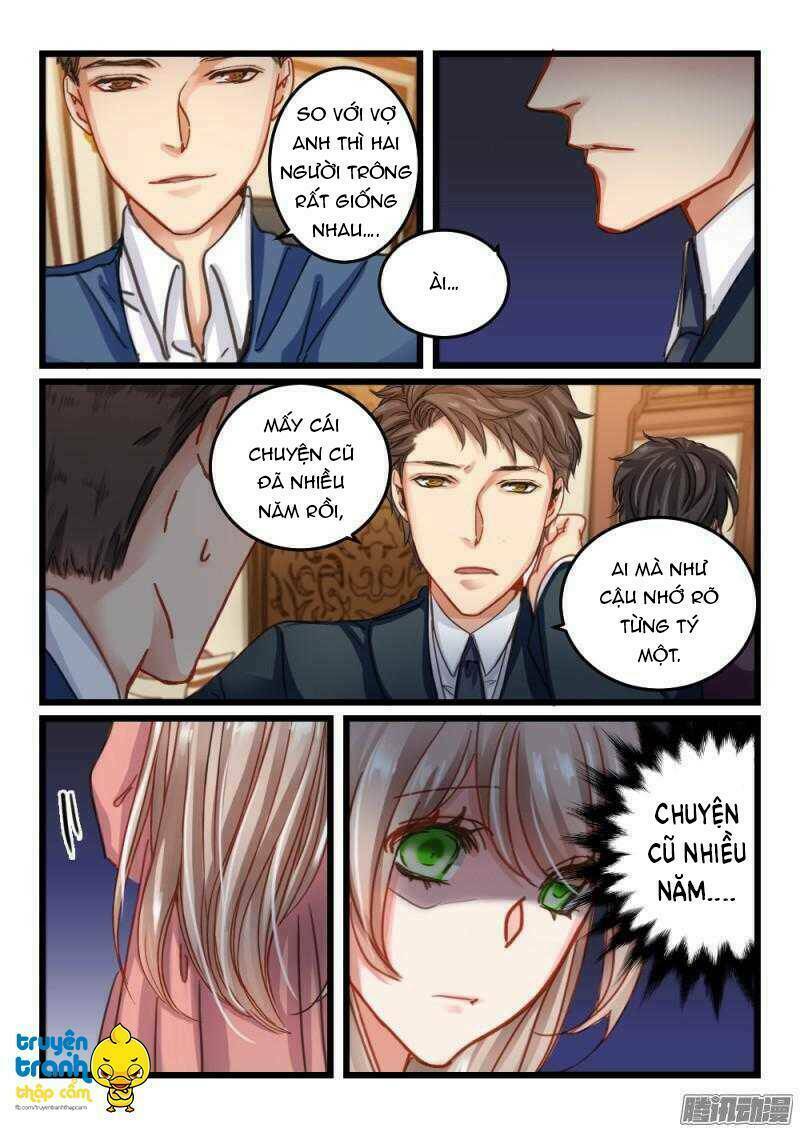 SO VỚI VỢ
ANH THÌ HAI
NGƯỜI TRÔNG
RẤT GIỐNG
NHAU....
ÀI...
MẤY CÁI
CHUYỆN CŨ
ĐÃ NHIỀU
NĂM RỒI,
AI MÀ NHƯ
CẬU NHỚ RÕ
TỪNG TÝ
MỘT.
CHUYỆN
CŨ NHIỀU
NĂM....
truyện
tranh
thập cẩm
fb.com/truyentranhthapcam
腾讯动漫